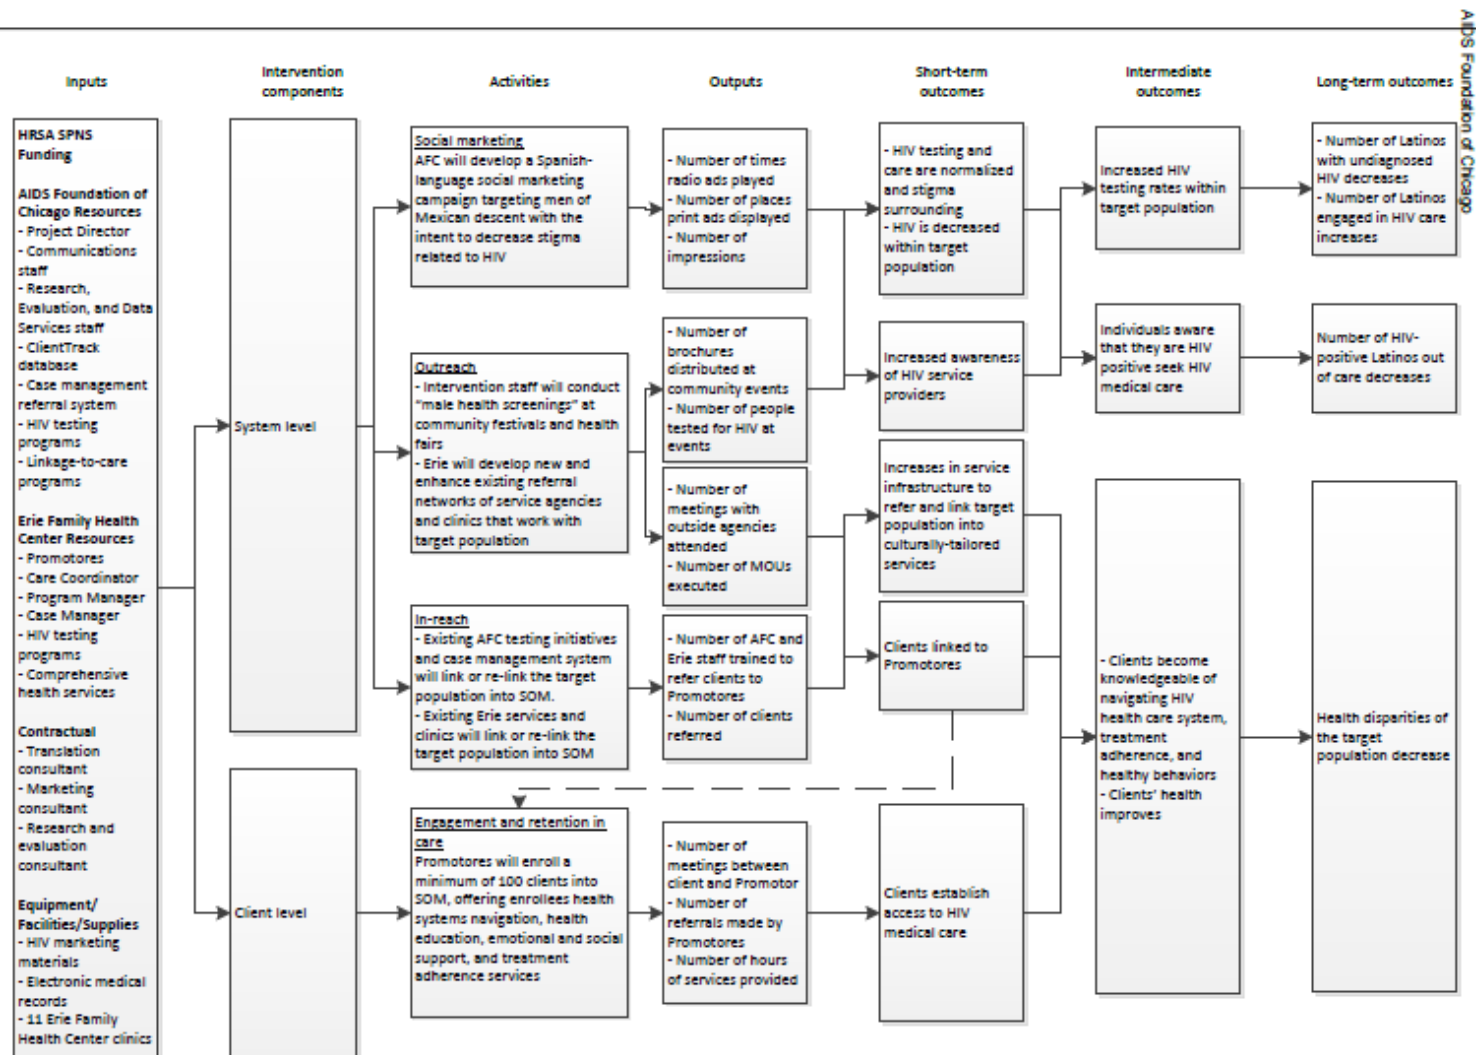 AIDS Foundation of Chicago
Inputs
Intervention
components
Activities
Outputs
Short-term
outcomes
Intermediate
outcomes
Long-term outcomes
HRSA SPNS
Funding
AIDS Foundation of
Chicago Resources
- Project Director
- Communications
staff
- Research,
Evaluation, and Data
Services staff
- ClientTrack
database
- Case management
referral system
- HIV testing
programs
- Linkage-to-care
programs
Erie Family Health
Center Resources
- Promotores
- Care Coordinator
- Program Manager
- Case Manager
- HIV testing
programs
- Comprehensive
health services
Contractual
- Translation
consultant
- Marketing
consultant
- Research and
evaluation
consultant
Equipment/
Facilities/Supplies
- HIV marketing
materials
- Electronic medical
records
- 11 Erie Family
Health Center clinics
System level
Client level
Social marketing
AFC will develop a Spanish-
language social marketing
campaign targeting men of
Mexican descent with the
intent to decrease stigma
related to HIV
Outreach
- Intervention staff will conduct
"male health screenings" at
community festivals and health
fairs
- Erie will develop new and
enhance existing referral
networks of service agencies
and clinics that work with
target population
In-reach
- Existing AFC testing initiatives
and case management system
will link or re-link the target
population into SOM.
- Existing Erie services and
clinics will link or re-link the
target population into SOM
Engagement and retention in
care
Promotores will enroll a
minimum of 100 clients into
SOM, offering enrollees health
systems navigation, health
education, emotional and social
support, and treatment
adherence services
- Number of times
radio ads played
- Number of places
print ads displayed
- Number of
impressions
- Number of
brochures
distributed at
community events
- Number of people
tested for HIV at
events
- Number of
meetings with
outside agencies
attended
- Number of MOUs
executed
- Number of AFC and
Erie staff trained to
refer clients to
Promotores
- Number of clients
referred
- Number of
meetings between
client and Promotor
- Number of
referrals made by
Promotores
- Number of hours
of services provided
- HIV testing and
care are normalized
and stigma
surrounding
- HIV is decreased
within target
population
Increased awareness
of HIV service
providers
Increases in service
infrastructure to
refer and link target
population into
culturally-tailored
services
Clients linked to
Promotores
Clients establish
access to HIV
medical care
Increased HIV
testing rates within
target population
Individuals aware
that they are HIV
positive seek HIV
medical care
- Clients become
knowledgeable of
navigating HIV
health care system,
treatment
adherence, and
healthy behaviors
- Clients' health
improves
- Number of Latinos
with undiagnosed
HIV decreases
- Number of Latinos
engaged in HIV care
increases
Number of HIV-
positive Latinos out
of care decreases
Health disparities of
the target
population decrease